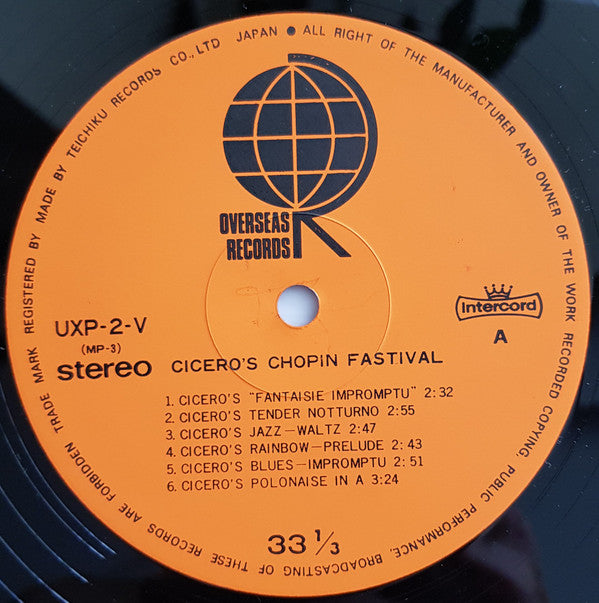 TRADE MARK REGISTERED BY MADE BY TEICHIKU RECORDS CO.,LTD JAPAN • ALL RIGHT OF THE MANUFACTURER AND OWNER OF THE WORK RECORDED COPYING, PUBLIC PERFORMANCE, BROADCASTING OF THESE RECORDS ARE FORBIDDEN
OVERSEAS
RECORDS
UXP-2-V
(MP-3)
stereo
Intercord
A
CICERO'S CHOPIN FASTIVAL
1. CICERO'S "FANTAISIE IMPROMPTU" 2:32
2. CICERO'S TENDER NOTTURNO 2:55
3. CICERO'S JAZZ–WALTZ 2:47
4. CICERO'S RAINBOW–PRELUDE 2: 43
5. CICERO'S BLUES–IMPROMPTU 2: 51
6. CICERO'S POLONAISE IN A 3:24
33 1/3